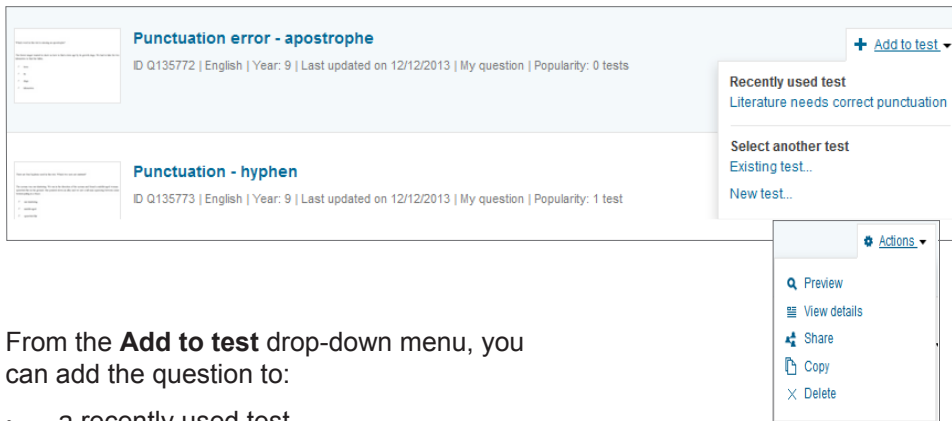 Punctuation error - apostrophe
ID Q135772 | English | Year: 9 | Last updated on 12/12/2013 | My question | Popularity: 0 tests
Add to test
Recently used test
Literature needs correct punctuation
Select another test
Existing test...
New test...
Punctuation - hyphen
ID Q135773 | English | Year: 9 | Last updated on 12/12/2013 | My question | Popularity: 1 test
Actions
Preview
View details
Share
Copy
Delete
From the Add to test drop-down menu, you
can add the question to:
• a recently used test